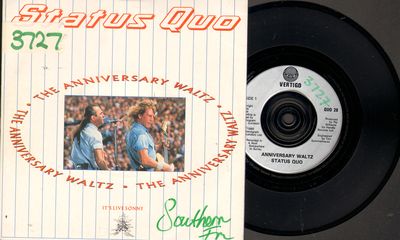 Status Quo
3727
THE ANNIVERSARY WALTZ · THE ANNIVERSARY WALTZ · THE ANNIVERSARY WALTZ · THE ANNIVERSARY WALTZ ·
IT'S LIVE SONNY
Southern
Fm
VERTIGO
3727
SIDE 1
QUO 28
ANNIVERSARY WALTZ
STATUS QUO